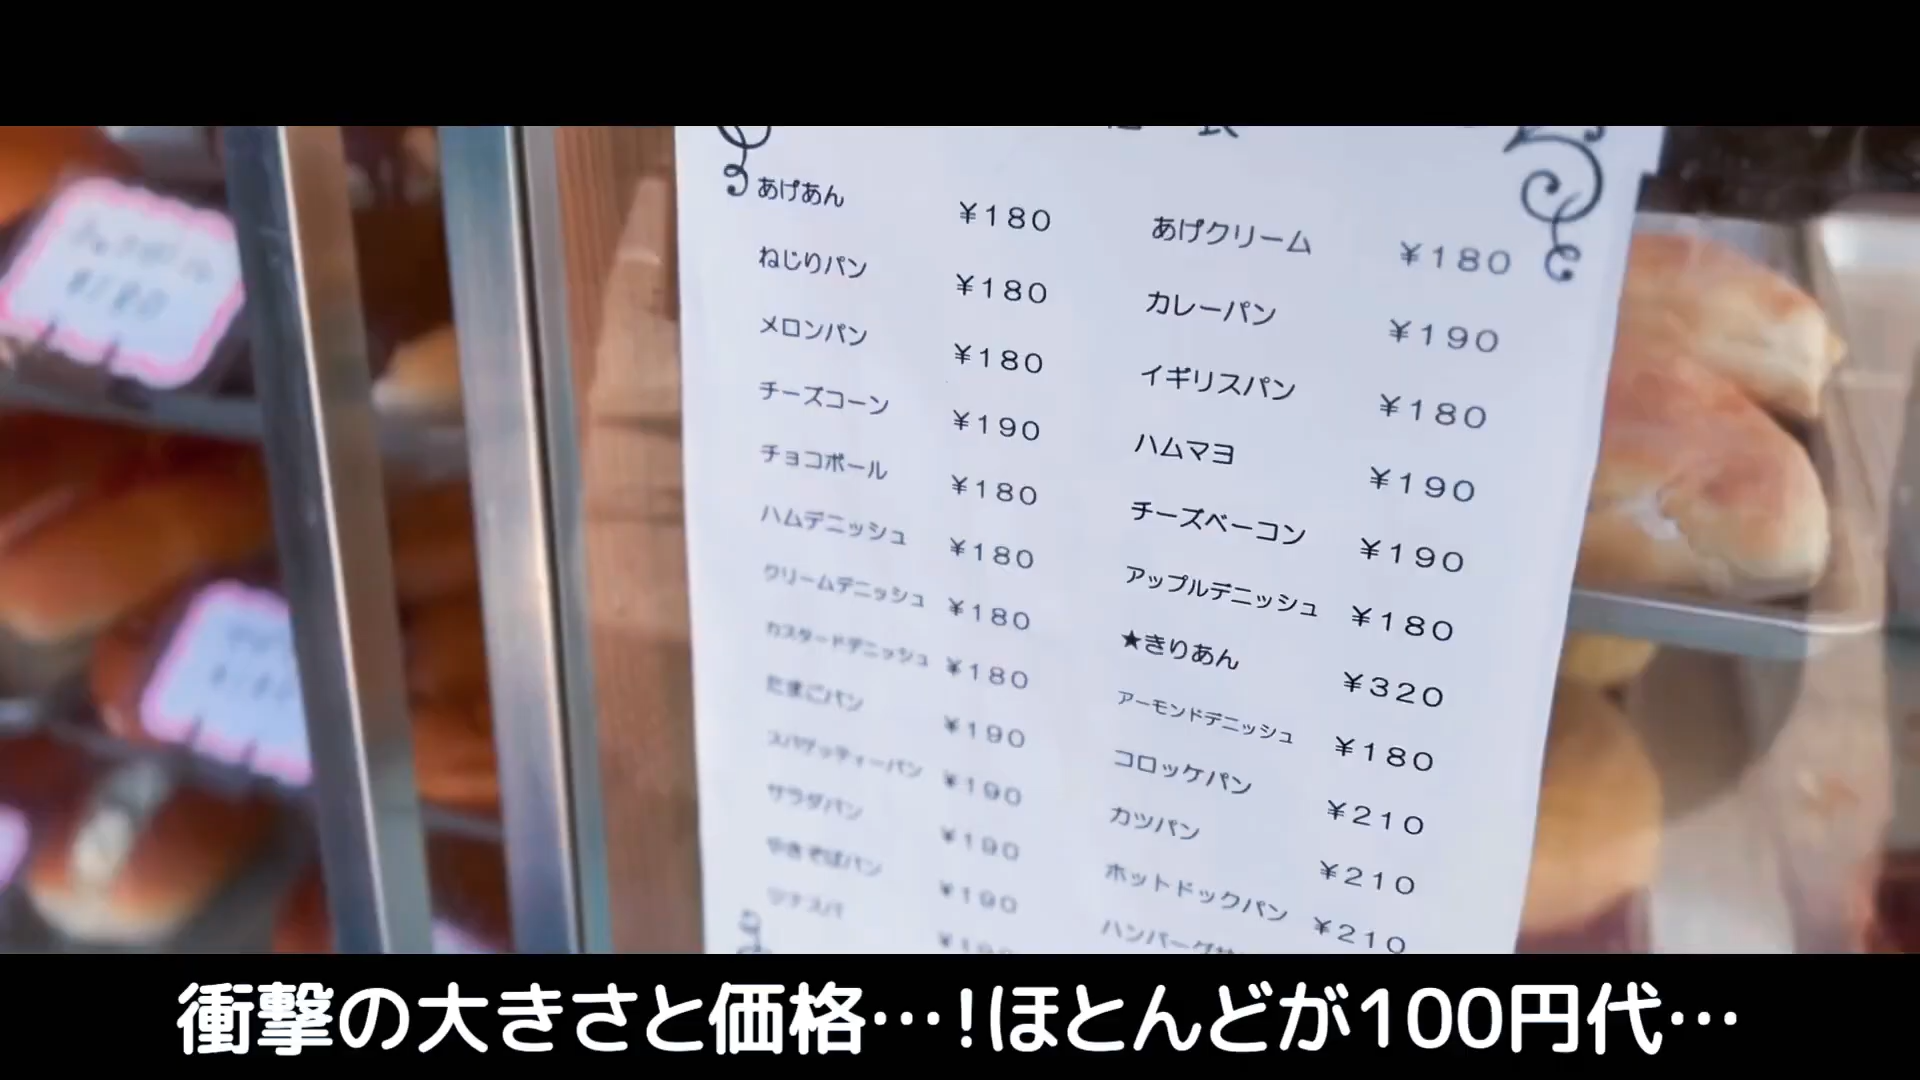 あげあん ¥180
ねじりパン ¥180
メロンパン ¥180
チーズコーン ¥190
チョコボール ¥180
ハムデニッシュ ¥180
クリームデニッシュ ¥180
カスタードデニッシュ ¥180
たまごパン ¥190
スパゲッティーパン ¥190
サラダパン ¥190
やきそばパン ¥190
あげクリーム ¥180
カレーパン ¥190
イギリスパン ¥180
ハムマヨ ¥190
チーズベーコン ¥190
アップルデニッシュ ¥180
★きりあん ¥320
アーモンドデニッシュ ¥180
コロッケパン ¥210
カツパン ¥210
ホットドックパン ¥210
衝撃の大きさと価格…!ほとんどが100円代…